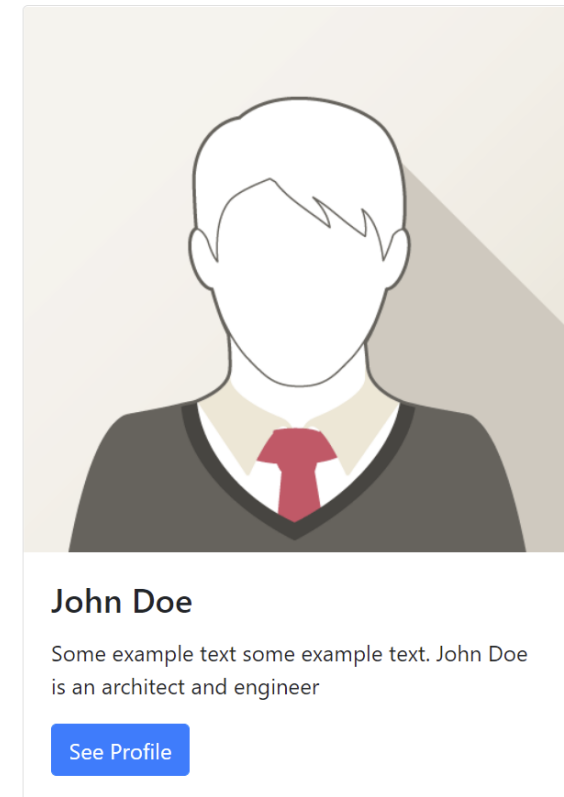 John Doe
Some example text some example text. John Doe
is an architect and engineer
See Profile